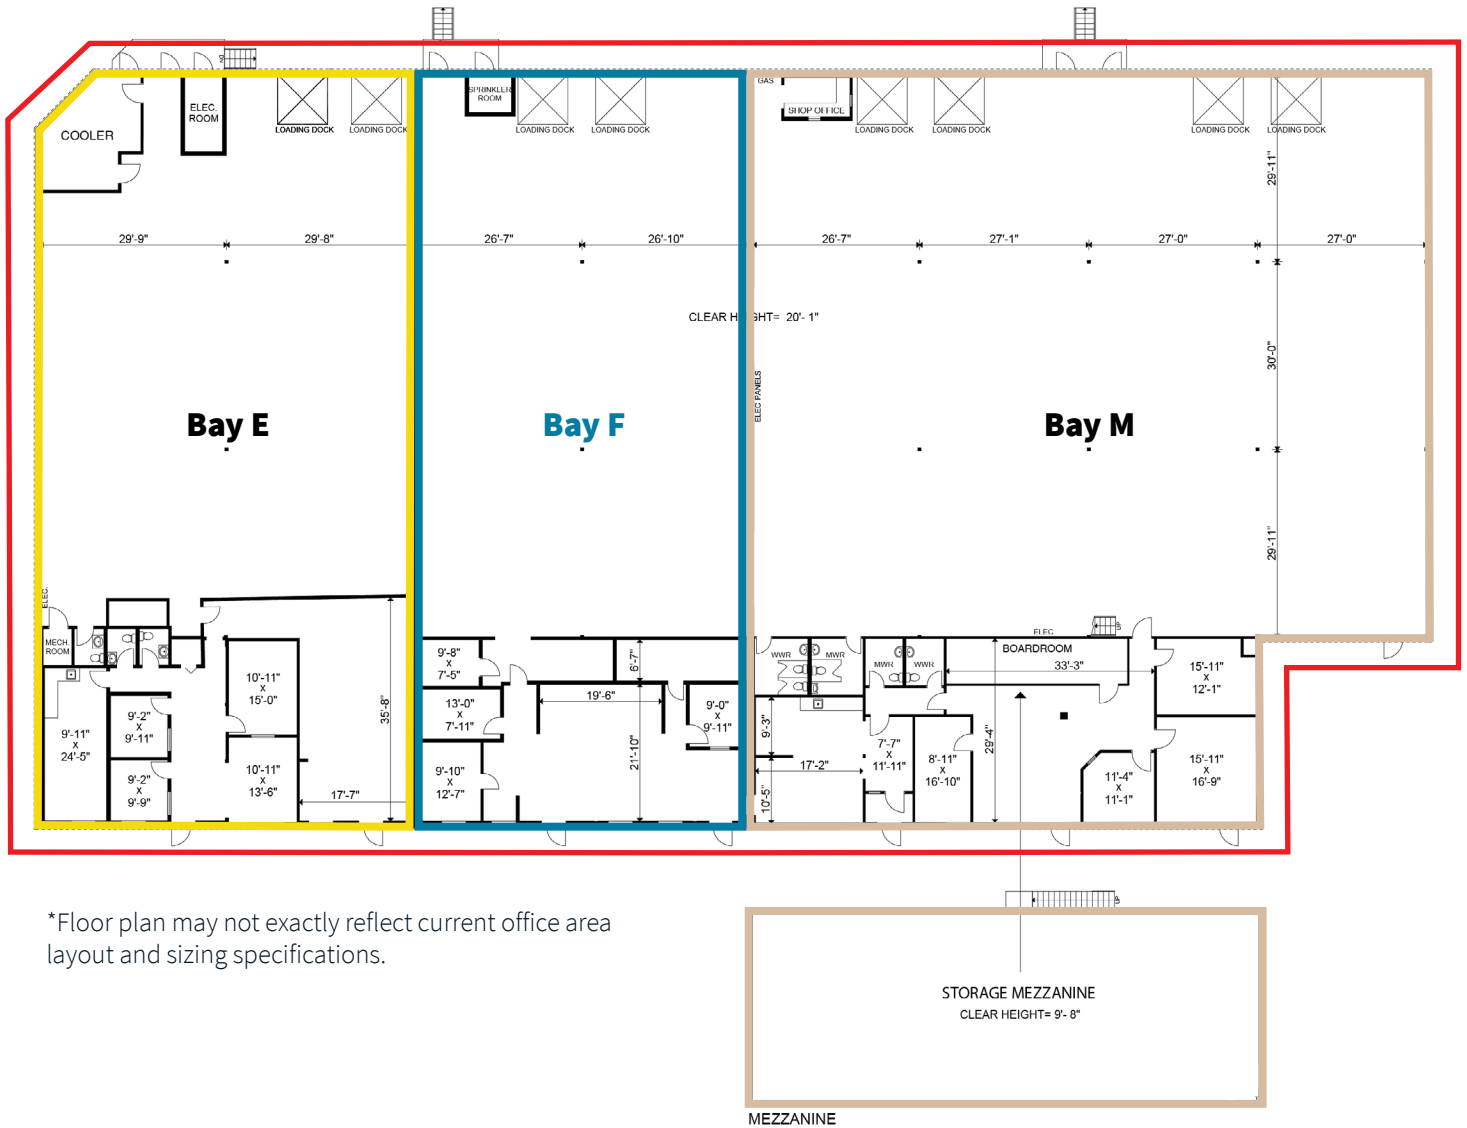 DN
GAS
COOLER
ELEC.
ROOM
LOADING DOCK
LOADING DOCK
SPRINKLER
ROOM
LOADING DOCK
LOADING DOCK
SHOP OFFICE
LOADING DOCK
LOADING DOCK
LOADING DOCK
LOADING DOCK
29'-11"
29'-9"
29'-8"
26'-7"
26'-10"
26'-7"
27'-1"
27'-0"
27'-0"
CLEAR HEIGHT= 20'- 1"
30'-0"
ELEC PANELS
Bay E
Bay F
Bay M
29'-11"
ELEC.
MECH.
ROOM
10'-11"
x
15'-0"
35'-8"
9'-2"
x
9'-11"
9'-11"
x
24'-5"
9'-2"
x
9'-9"
10'-11"
x
13'-6"
17'-7"
9'-8"
x
7'-5"
6'-7"
13'-0"
x
7'-11"
19'-6"
9'-0"
x
9'-11"
21'-10"
9'-10"
x
12'-7"
WWR
MWR
MWR
WWR
ELEC
UP
BOARDROOM
33'-3"
15'-11"
x
12'-1"
9'-3"
17'-2"
10'-5"
7'-7"
x
11'-11"
8'-11"
x
16'-10"
29'-4"
11'-4"
x
11'-1"
15'-11"
x
16'-9"
*Floor plan may not exactly reflect current office area
layout and sizing specifications.
UP
STORAGE MEZZANINE
CLEAR HEIGHT= 9'- 8"
MEZZANINE